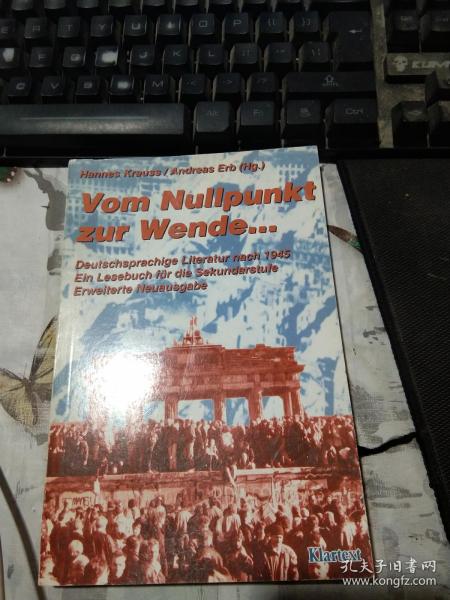 Hannes Krauss / Andreas Erb (Hg.)
Vom Nullpunkt
zur Wende...
Deutschsprachige Literatur nach 1945
Ein Lesebuch für die Sekundarstufe
Erweiterte Neuausgabe
Klartext
孔夫子旧书网
www.kongfz.com